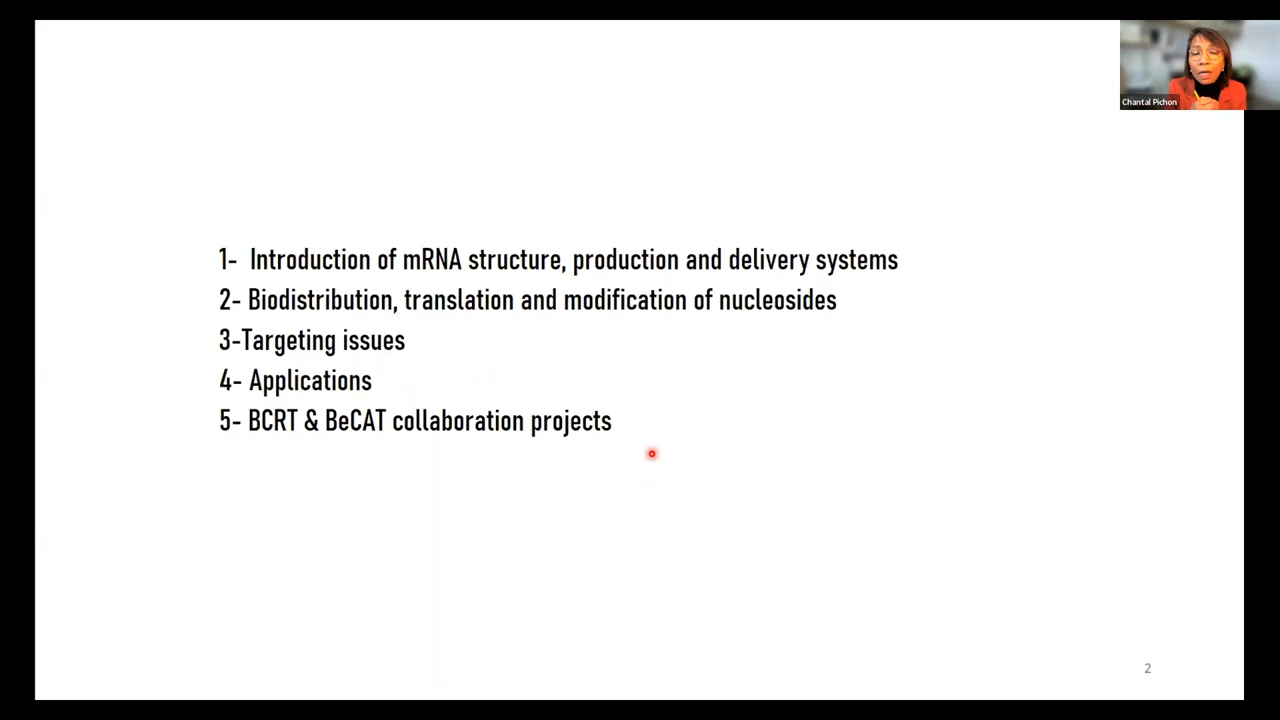 Chantal Pichon
1- Introduction of mRNA structure, production and delivery systems
2- Biodistribution, translation and modification of nucleosides
3-Targeting issues
4- Applications
5- BCRT & BeCAT collaboration projects
2